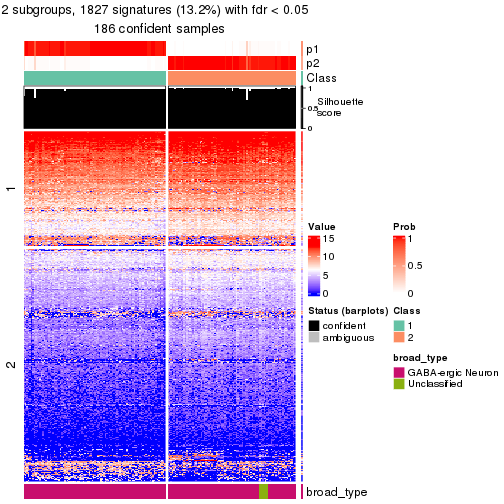 2 subgroups, 1827 signatures (13.2%) with fdr < 0.05
186 confident samples
p1
p2
Class
1
0.5
0
Silhouette
score
1
2
Value
15
10
5
0
Prob
1
0.5
0
Status (barplots)
confident
ambiguous
Class
1
2
broad_type
GABA-ergic Neuron
Unclassified
broad_type